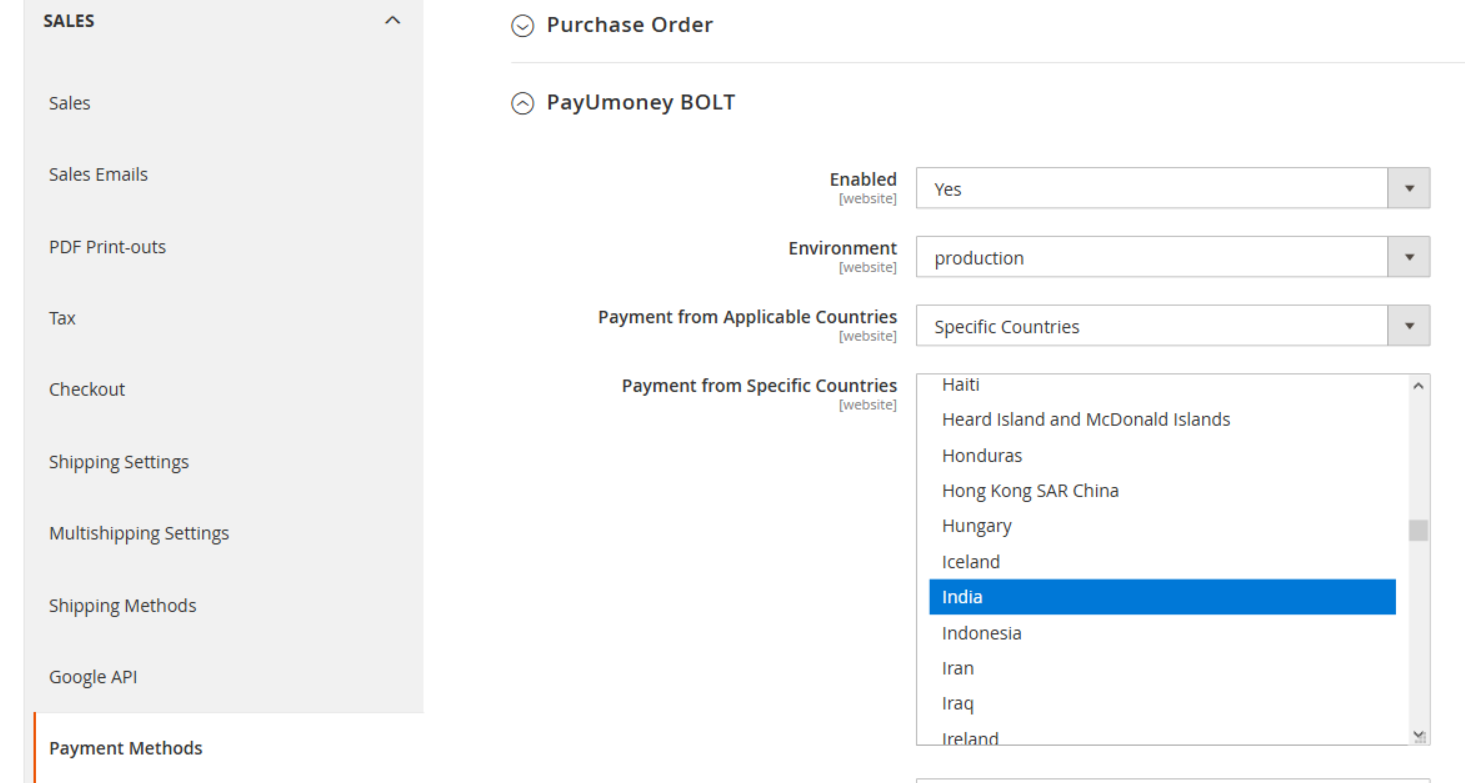 SALES
Sales
Sales Emails
PDF Print-outs
Tax
Checkout
Shipping Settings
Multishipping Settings
Shipping Methods
Google API
Payment Methods
Purchase Order
PayUmoney BOLT
Enabled
[website]
Yes
Environment
[website]
production
Payment from Applicable Countries
[website]
Specific Countries
Payment from Specific Countries
[website]
Haiti
Heard Island and McDonald Islands
Honduras
Hong Kong SAR China
Hungary
Iceland
India
Indonesia
Iran
Iraq
Ireland